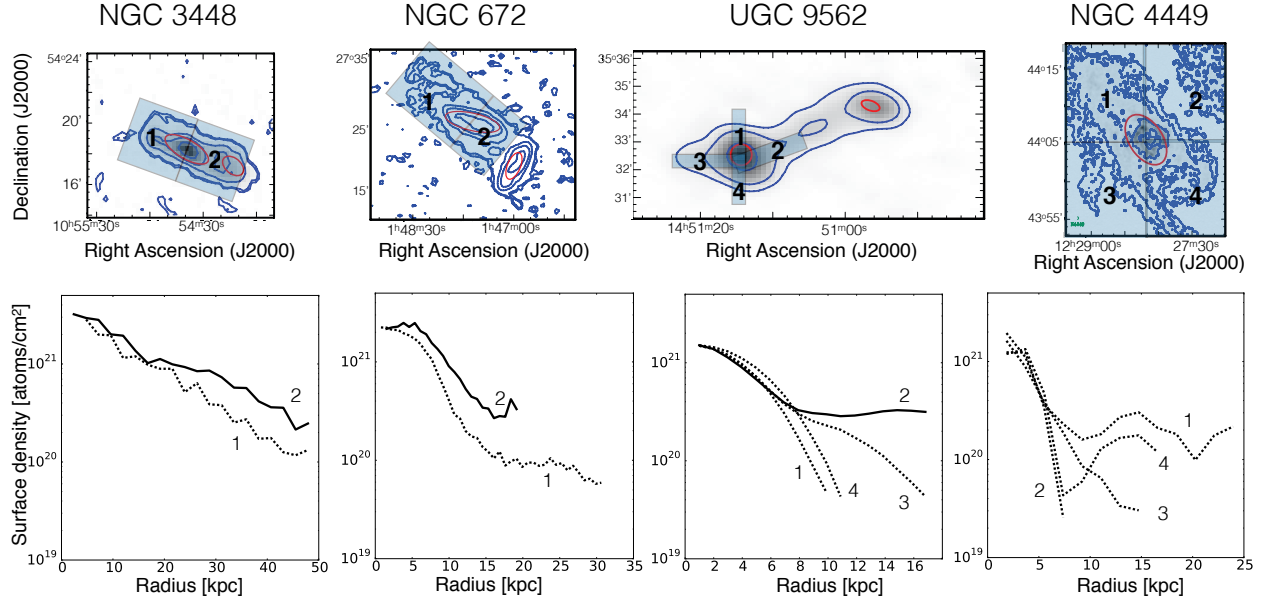 NGC 3448
NGC 672
UGC 9562
NGC 4449
Declination (J2000)
54°24'
20'
16'
1
2
10ʰ55ᵐ30ˢ
54ᵐ30ˢ
Right Ascension (J2000)
27°35'
25'
15'
1
2
1ʰ48ᵐ30ˢ
1ʰ47ᵐ00ˢ
Right Ascension (J2000)
35°36'
35'
34'
33'
32'
31'
1
2
3
4
14ʰ51ᵐ20ˢ
51ᵐ00ˢ
Right Ascension (J2000)
44°15'
44°05'
43°55'
1
2
3
4
12ʰ29ᵐ00ˢ
27ᵐ30ˢ
Right Ascension (J2000)
Surface density [atoms/cm²]
10²¹
10²⁰
10¹⁹
2
1
0 10 20 30 40 50
Radius [kpc]
10²¹
10²⁰
10¹⁹
2
1
0 5 10 15 20 25 30 35
Radius [kpc]
10²¹
10²⁰
10¹⁹
2
1
4
3
0 2 4 6 8 10 12 14 16
Radius [kpc]
10²¹
10²⁰
10¹⁹
1
4
2
3
0 5 10 15 20 25
Radius [kpc]